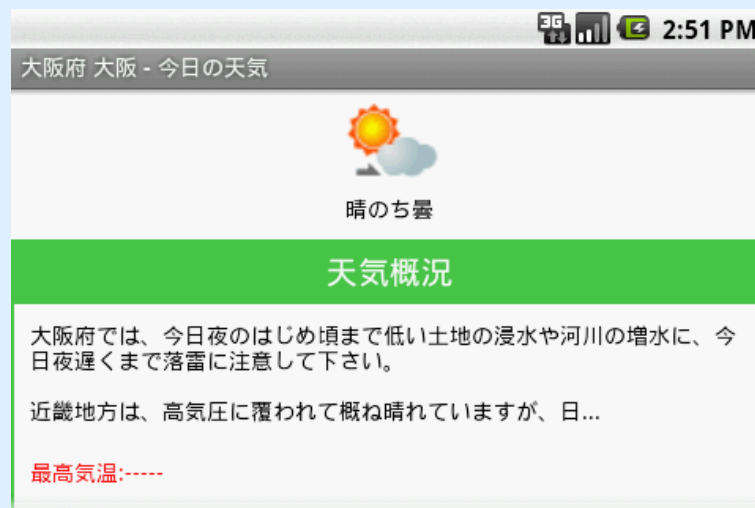 3G 2:51 PM
大阪府 大阪 - 今日の天気
晴のち曇
天気概況
大阪府では、今日夜のはじめ頃まで低い土地の浸水や河川の増水に、今
日夜遅くまで落雷に注意して下さい。
近畿地方は、高気圧に覆われて概ね晴れていますが、日...
最高気温:-----